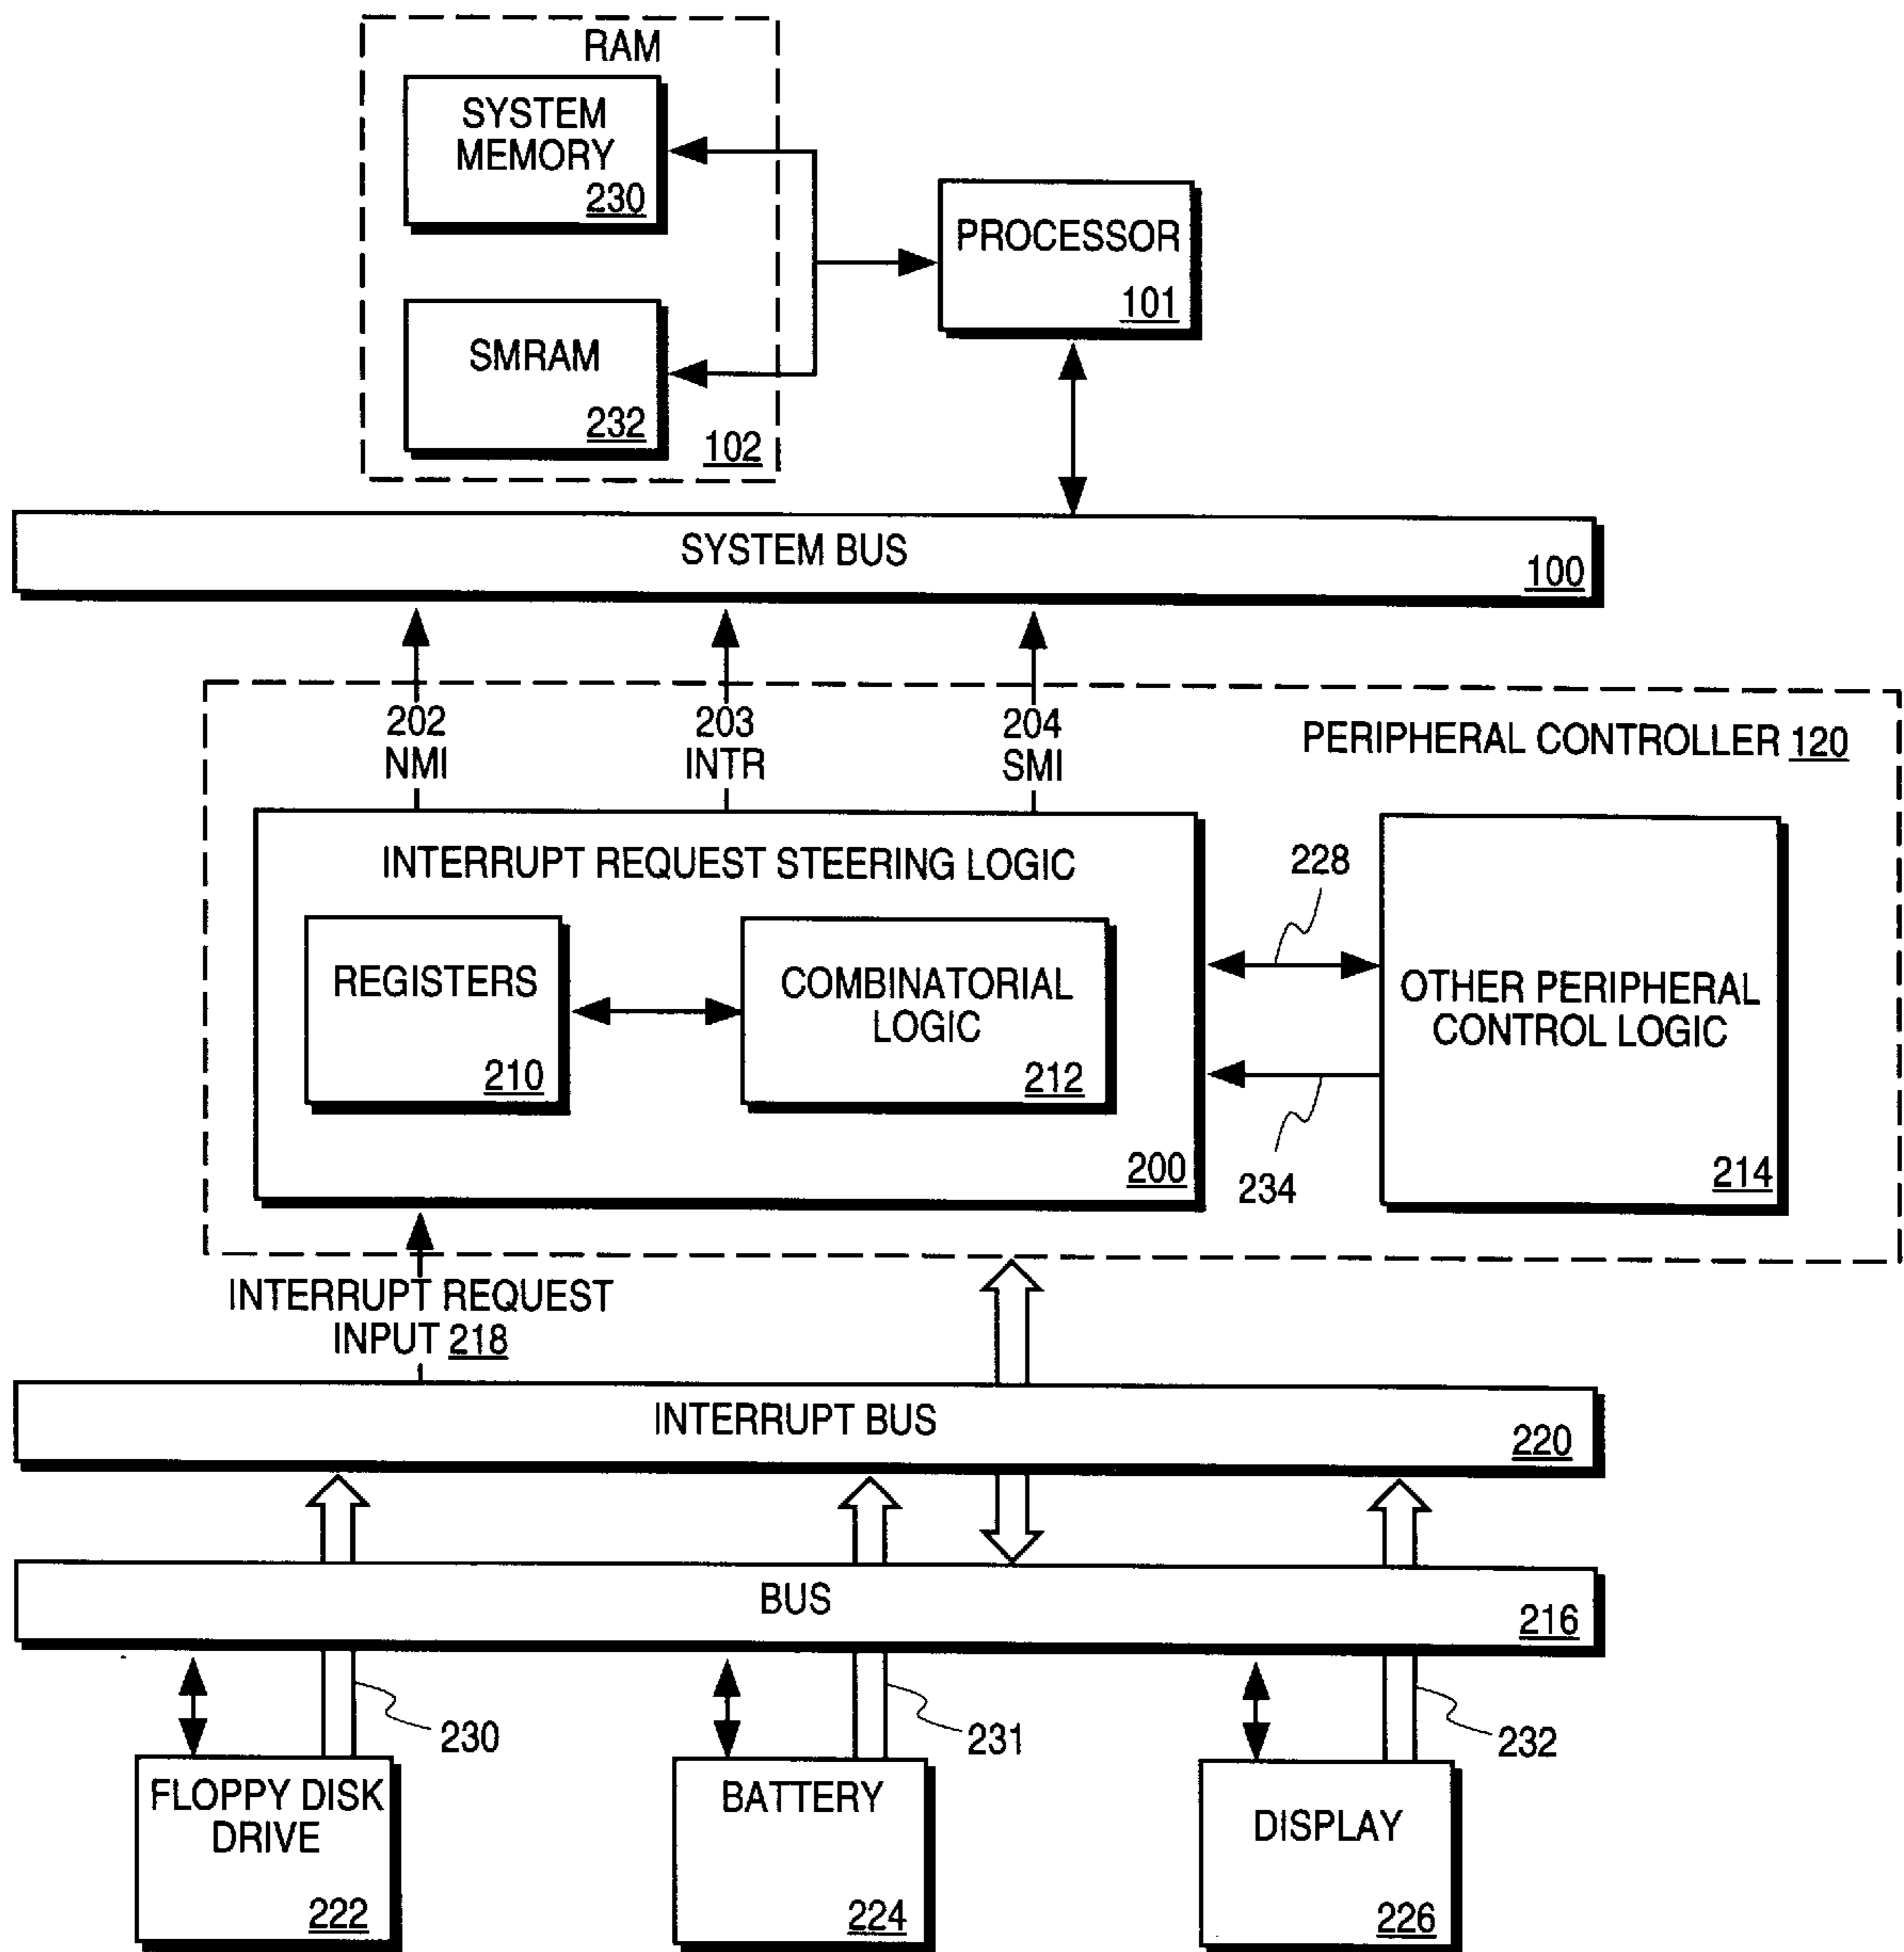 RAM
SYSTEM
MEMORY
230
PROCESSOR
101
SMRAM
232
102
SYSTEM BUS
100
202
NMI
203
INTR
204
SMI
PERIPHERAL CONTROLLER 120
INTERRUPT REQUEST STEERING LOGIC
228
REGISTERS
210
COMBINATORIAL
LOGIC
212
OTHER PERIPHERAL
CONTROL LOGIC
200
234
214
INTERRUPT REQUEST
INPUT 218
INTERRUPT BUS
220
BUS
216
230
231
232
FLOPPY DISK
DRIVE
222
BATTERY
224
DISPLAY
226